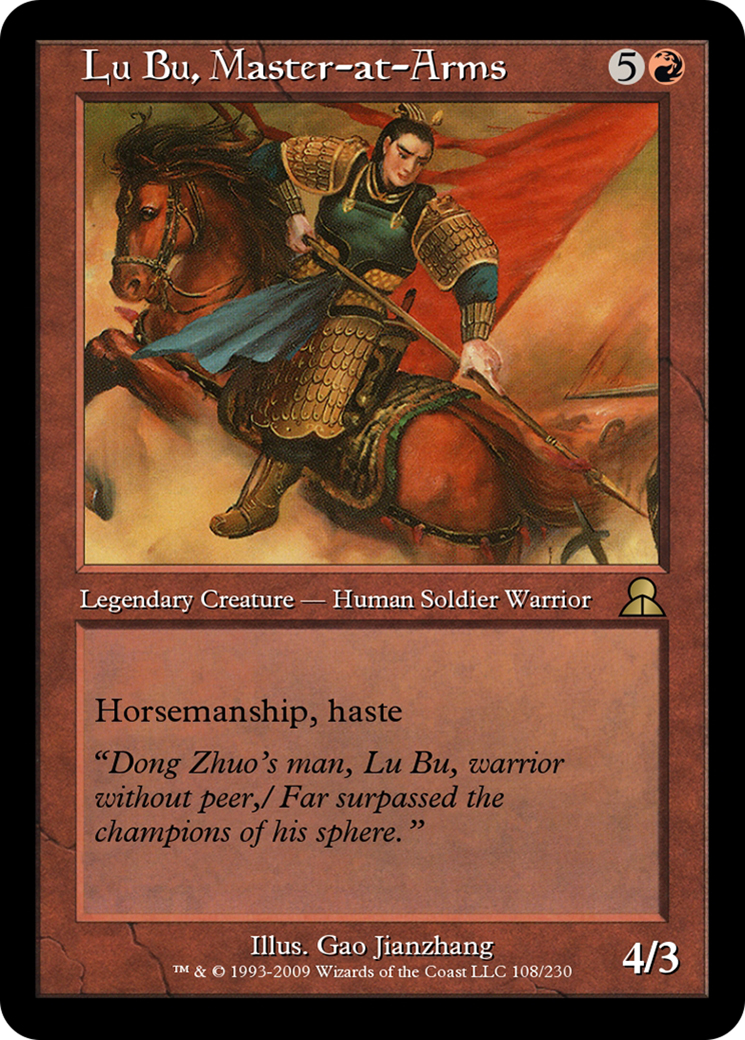 Lu Bu, Master-at-Arms 5
Legendary Creature — Human Soldier Warrior
Horsemanship, haste
“Dong Zhuo’s man, Lu Bu, warrior
without peer,/ Far surpassed the
champions of his sphere.”
Illus. Gao Jianzhang
™ & © 1993-2009 Wizards of the Coast LLC 108/230
4/3